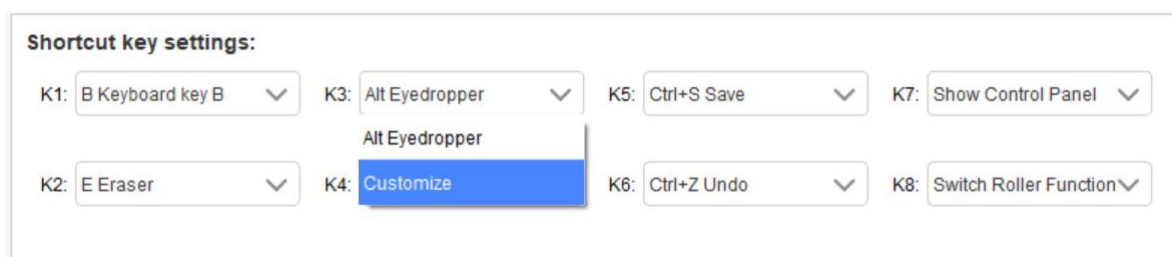 Shortcut key settings:
K1: B Keyboard key B
K3: Alt Eyedropper
K5: Ctrl+S Save
K7: Show Control Panel
Alt Eyedropper
K2: E Eraser
K4: Customize
K6: Ctrl+Z Undo
K8: Switch Roller Function